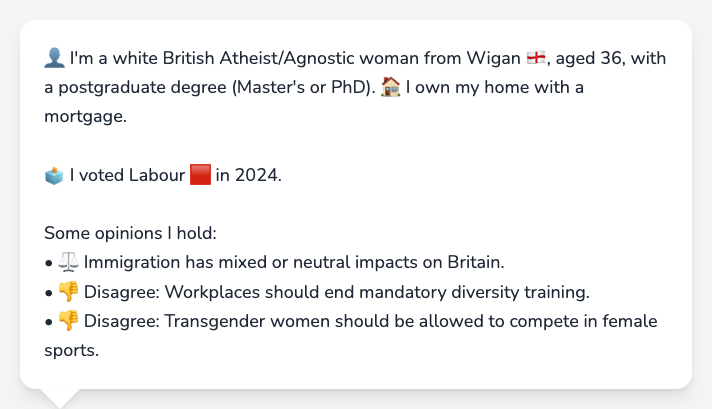 👤 I'm a white British Atheist/Agnostic woman from Wigan 🏴󠁧󠁢󠁥󠁮󠁧󠁿, aged 36, with
a postgraduate degree (Master's or PhD). 🏠 I own my home with a
mortgage.
🗳️ I voted Labour 🟥 in 2024.
Some opinions I hold:
• ⚖️ Immigration has mixed or neutral impacts on Britain.
• 👎 Disagree: Workplaces should end mandatory diversity training.
• 👎 Disagree: Transgender women should be allowed to compete in female
sports.